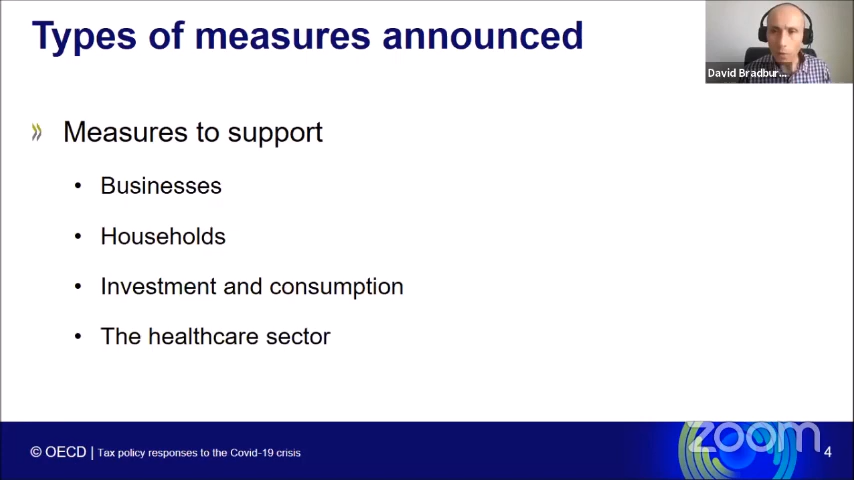 Types of measures announced
David Bradbur...
Measures to support
• Businesses
• Households
• Investment and consumption
• The healthcare sector
© OECD | Tax policy responses to the Covid-19 crisis
zoom
4